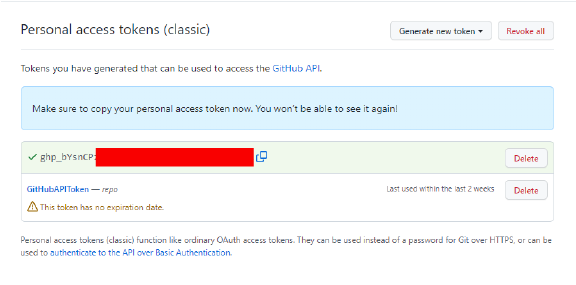 Personal access tokens (classic)
Generate new token
Revoke all
Tokens you have generated that can be used to access the GitHub API.
Make sure to copy your personal access token now. You won't be able to see it again!
ghp_bYsnCP
Delete
GitHubAPIToken — repo
Last used within the last 2 weeks
Delete
This token has no expiration date.
Personal access tokens (classic) function like ordinary OAuth access tokens. They can be used instead of a password for Git over HTTPS, or can be
used to authenticate to the API over Basic Authentication.